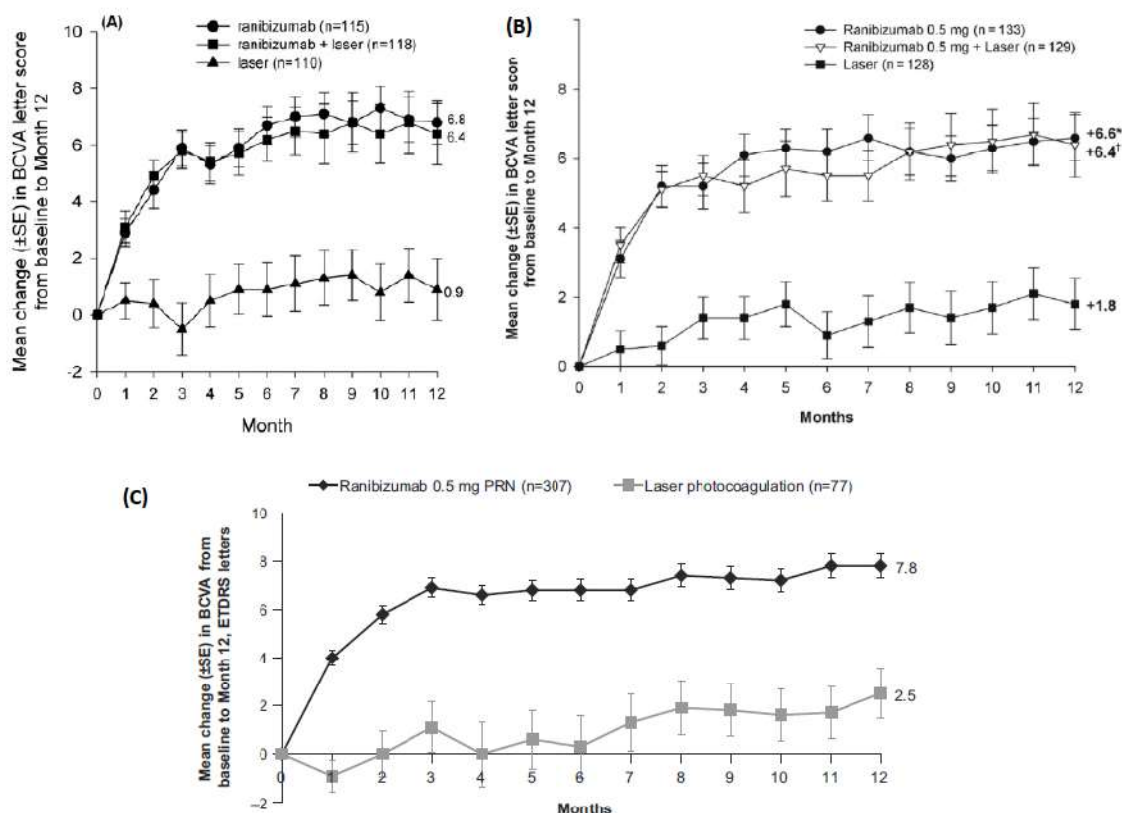 (A)
ranibizumab (n=115)
ranibizumab + laser (n=118)
laser (n=110)
Mean change (±SE) in BCVA letter score
from baseline to Month 12
10
8
6
4
2
0
-2
6.8
6.4
0.9
0 1 2 3 4 5 6 7 8 9 10 11 12
Month
(B)
Ranibizumab 0.5 mg (n = 133)
Ranibizumab 0.5 mg + Laser (n = 129)
Laser (n = 128)
Mean change (±SE) in BCVA letter scor
from baseline to Month 12
10
8
6
4
2
0
+6.6*
+6.4†
+1.8
0 1 2 3 4 5 6 7 8 9 10 11 12
Months
(C)
Ranibizumab 0.5 mg PRN (n=307)
Laser photocoagulation (n=77)
Mean change (±SE) in BCVA from
baseline to Month 12, ETDRS letters
10
8
6
4
2
0
–2
7.8
2.5
0 1 2 3 4 5 6 7 8 9 10 11 12
Months